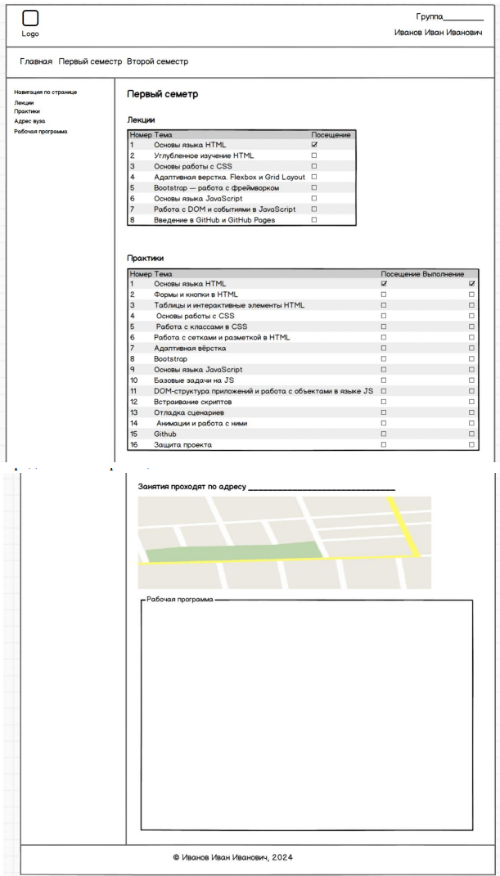 Logo
Группа
Иванов Иван Иванович
Главная Первый семестр Второй семестр
Навигация по странице
Лекции
Практики
Адрес вуза
Рабочая программа
Первый семетр
Лекции
Номер Тема Посещение
1 Основы языка HTML
2 Углубленное изучение HTML
3 Основы работы с CSS
4 Адаптивная верстка. Flexbox и Grid Layout
5 Bootstrap — работа с фреймворком
6 Основы языка JavaScript
7 Работа с DOM и событиями в JavaScript
8 Введение в GitHub и GitHub Pages
Практики
Номер Тема Посещение Выполнение
1 Основы языка HTML
2 Формы и кнопки в HTML
3 Таблицы и интерактивные элементы HTML
4 Основы работы с CSS
5 Работа с классами в CSS
6 Работа с сетками и разметкой в HTML
7 Адаптивная вёрстка
8 Bootstrap
9 Основы языка JavaScript
10 Базовые задачи на JS
11 DOM-структура приложений и работа с объектами в языке JS
12 Встраивание скриптов
13 Отладка сценариев
14 Анимации и работа с ними
15 Github
16 Защита проекта
Занятия проходят по адресу
Рабочая программа
© Иванов Иван Иванович, 2024